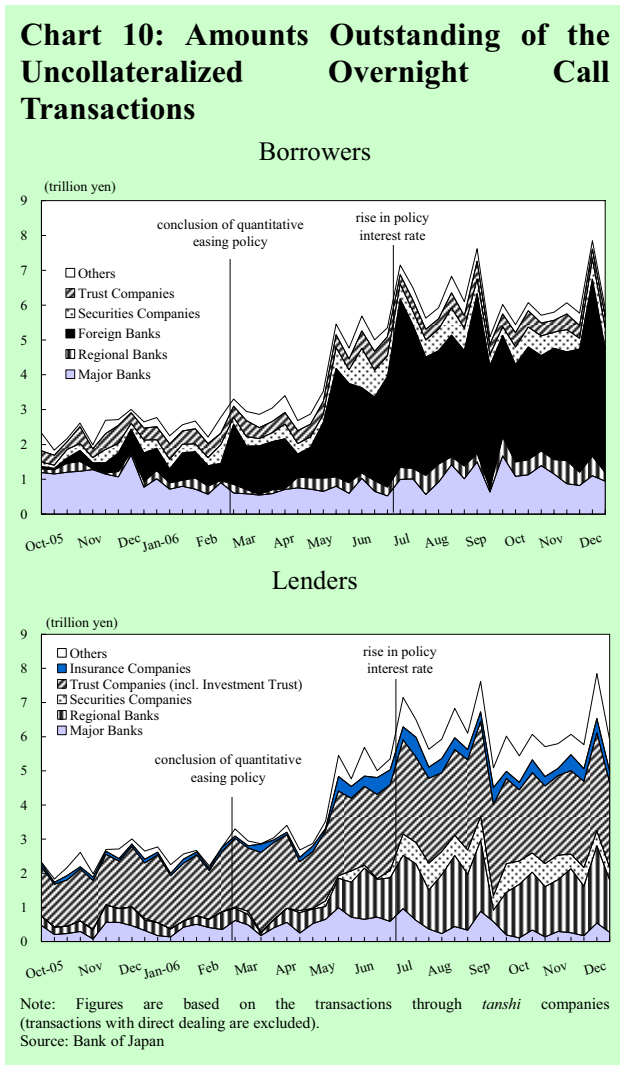 Chart 10: Amounts Outstanding of the
Uncollateralized Overnight Call
Transactions
Borrowers
(trillion yen)
9
8
7
6
5
4
3
2
1
0
conclusion of quantitative
easing policy
rise in policy
interest rate
Others
Trust Companies
Securities Companies
Foreign Banks
Regional Banks
Major Banks
Oct-05 Nov Dec Jan-06 Feb Mar Apr May Jun Jul Aug Sep Oct Nov Dec
Lenders
(trillion yen)
9
8
7
6
5
4
3
2
1
0
Others
Insurance Companies
Trust Companies (incl. Investment Trust)
Securities Companies
Regional Banks
Major Banks
rise in policy
interest rate
conclusion of quantitative
easing policy
Oct-05 Nov Dec Jan-06 Feb Mar Apr May Jun Jul Aug Sep Oct Nov Dec
Note: Figures are based on the transactions through tanshi companies
(transactions with direct dealing are excluded).
Source: Bank of Japan